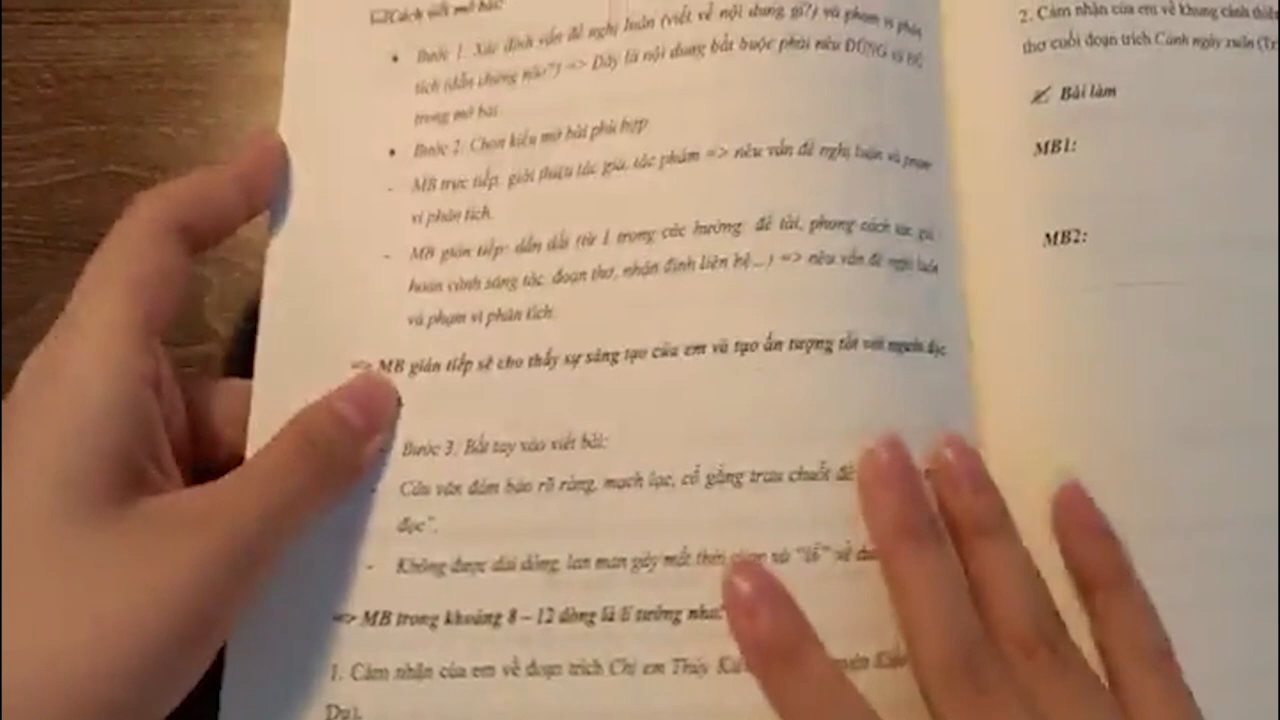 Cách viết mở bài:
Bước 1: Xác định vấn đề nghị luận (viết về nội dung gì?) và phạm vi phân
tích (dẫn chứng nào?) => Đây là nội dung bắt buộc phải nêu ĐÚNG và ĐỦ
trong mở bài.
Bước 2: Chọn kiểu mở bài phù hợp
- MB trực tiếp: giới thiệu tác giả, tác phẩm => nêu vấn đề nghị luận và phạm
vi phân tích.
- MB gián tiếp: dẫn dắt (từ 1 trong các hướng: đề tài, phong cách tác giả,
hoàn cảnh sáng tác, đoạn thơ, nhận định liên hệ...) => nêu vấn đề nghị luận
và phạm vi phân tích.
=> MB gián tiếp sẽ cho thấy sự sáng tạo của em và tạo ấn tượng tốt với người đọc
- Bước 3: Bắt tay vào viết bài:
- Câu văn đảm bảo rõ ràng, mạch lạc, cố gắng trau chuốt để
đọc".
- Không được dài dòng, lan man gây mất thời gian và "lố" về
=> MB trong khoảng 8 – 12 dòng là lí tưởng nha!
1. Cảm nhận của em về đoạn trích Chị em Thúy
Du).
2. Cảm nhận của em về khung cảnh thiên
thơ cuối đoạn trích Cảnh ngày xuân
Bài làm
MB1:
MB2: